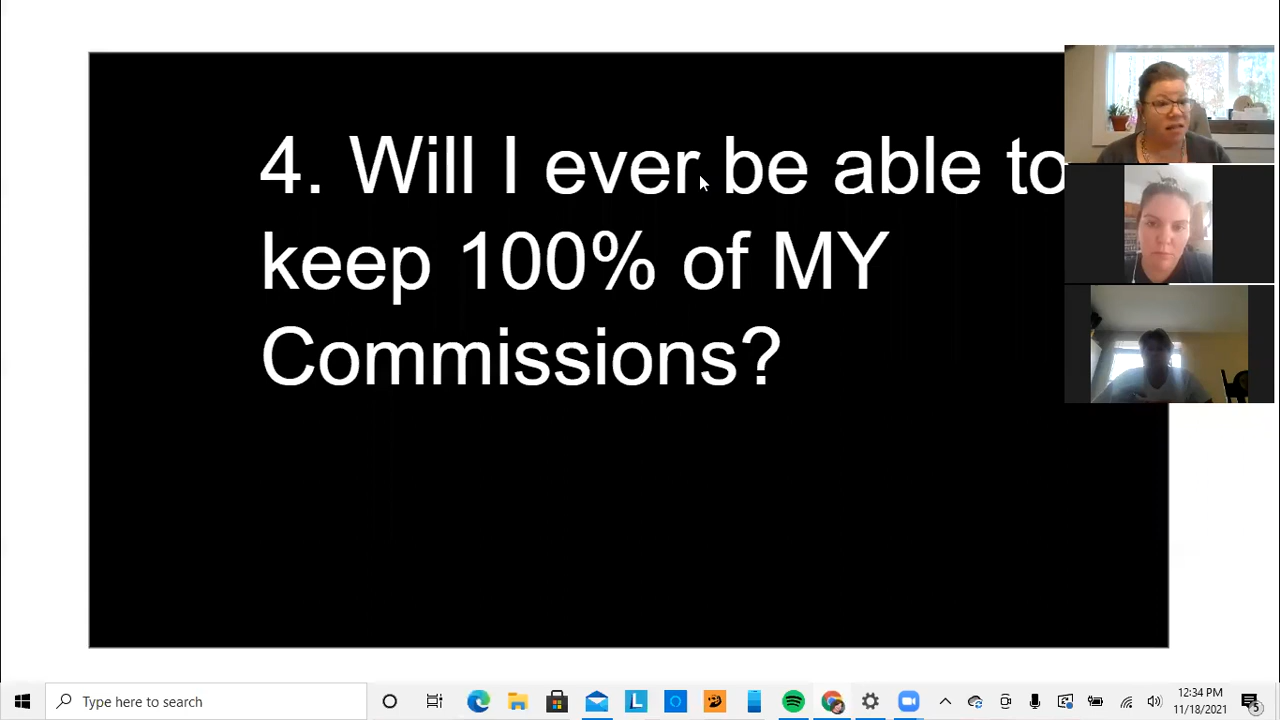 4. Will I ever be able to
keep 100% of MY
Commissions?
Type here to search
12:34 PM
11/18/2021
5